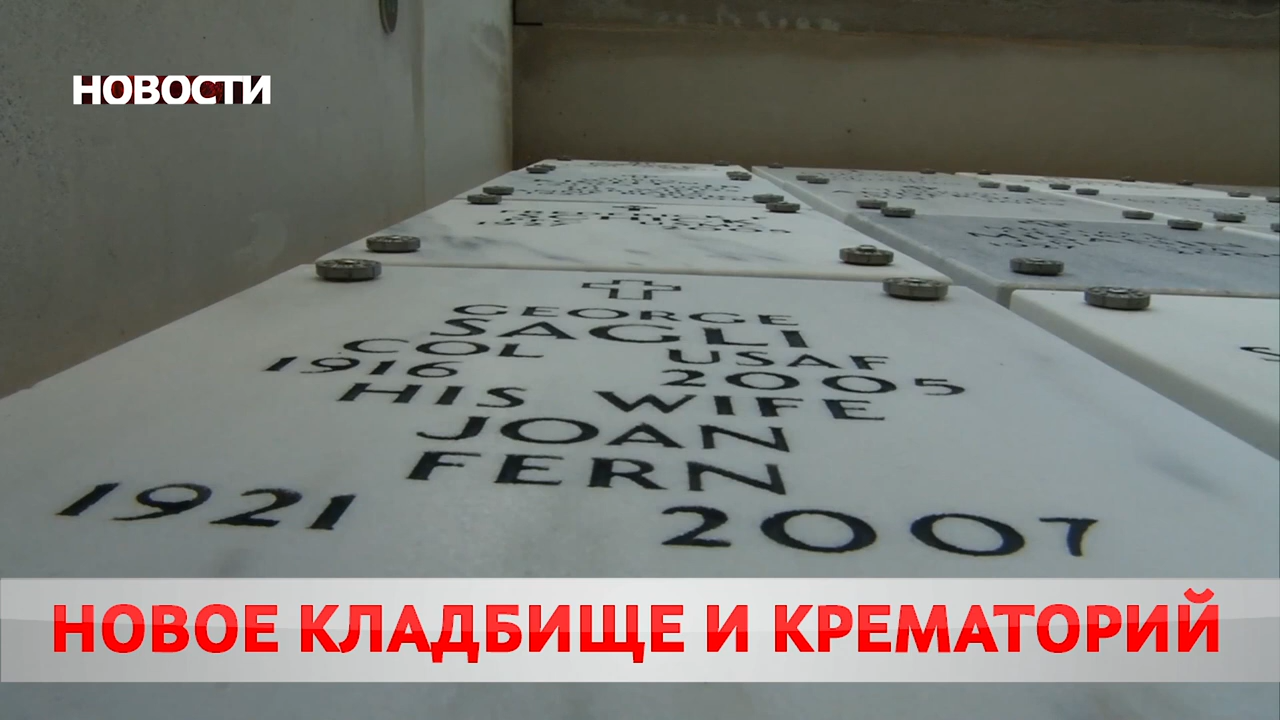 НОВОСТИ
GEORGE
SAGLI
COL USAF
1916 2005
HIS WIFE
JOAN
FERN
1921 2007
НОВОЕ КЛАДБИЩЕ И КРЕМАТОРИЙ